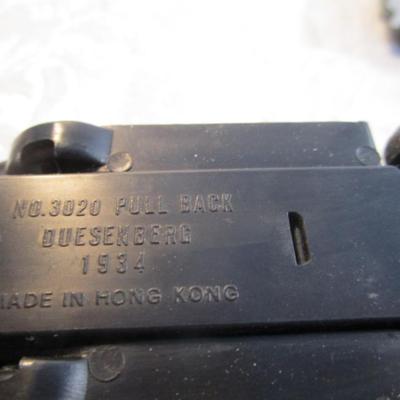 NO.3020 PULL BACK
DUESENBERG
1934
MADE IN HONG KONG